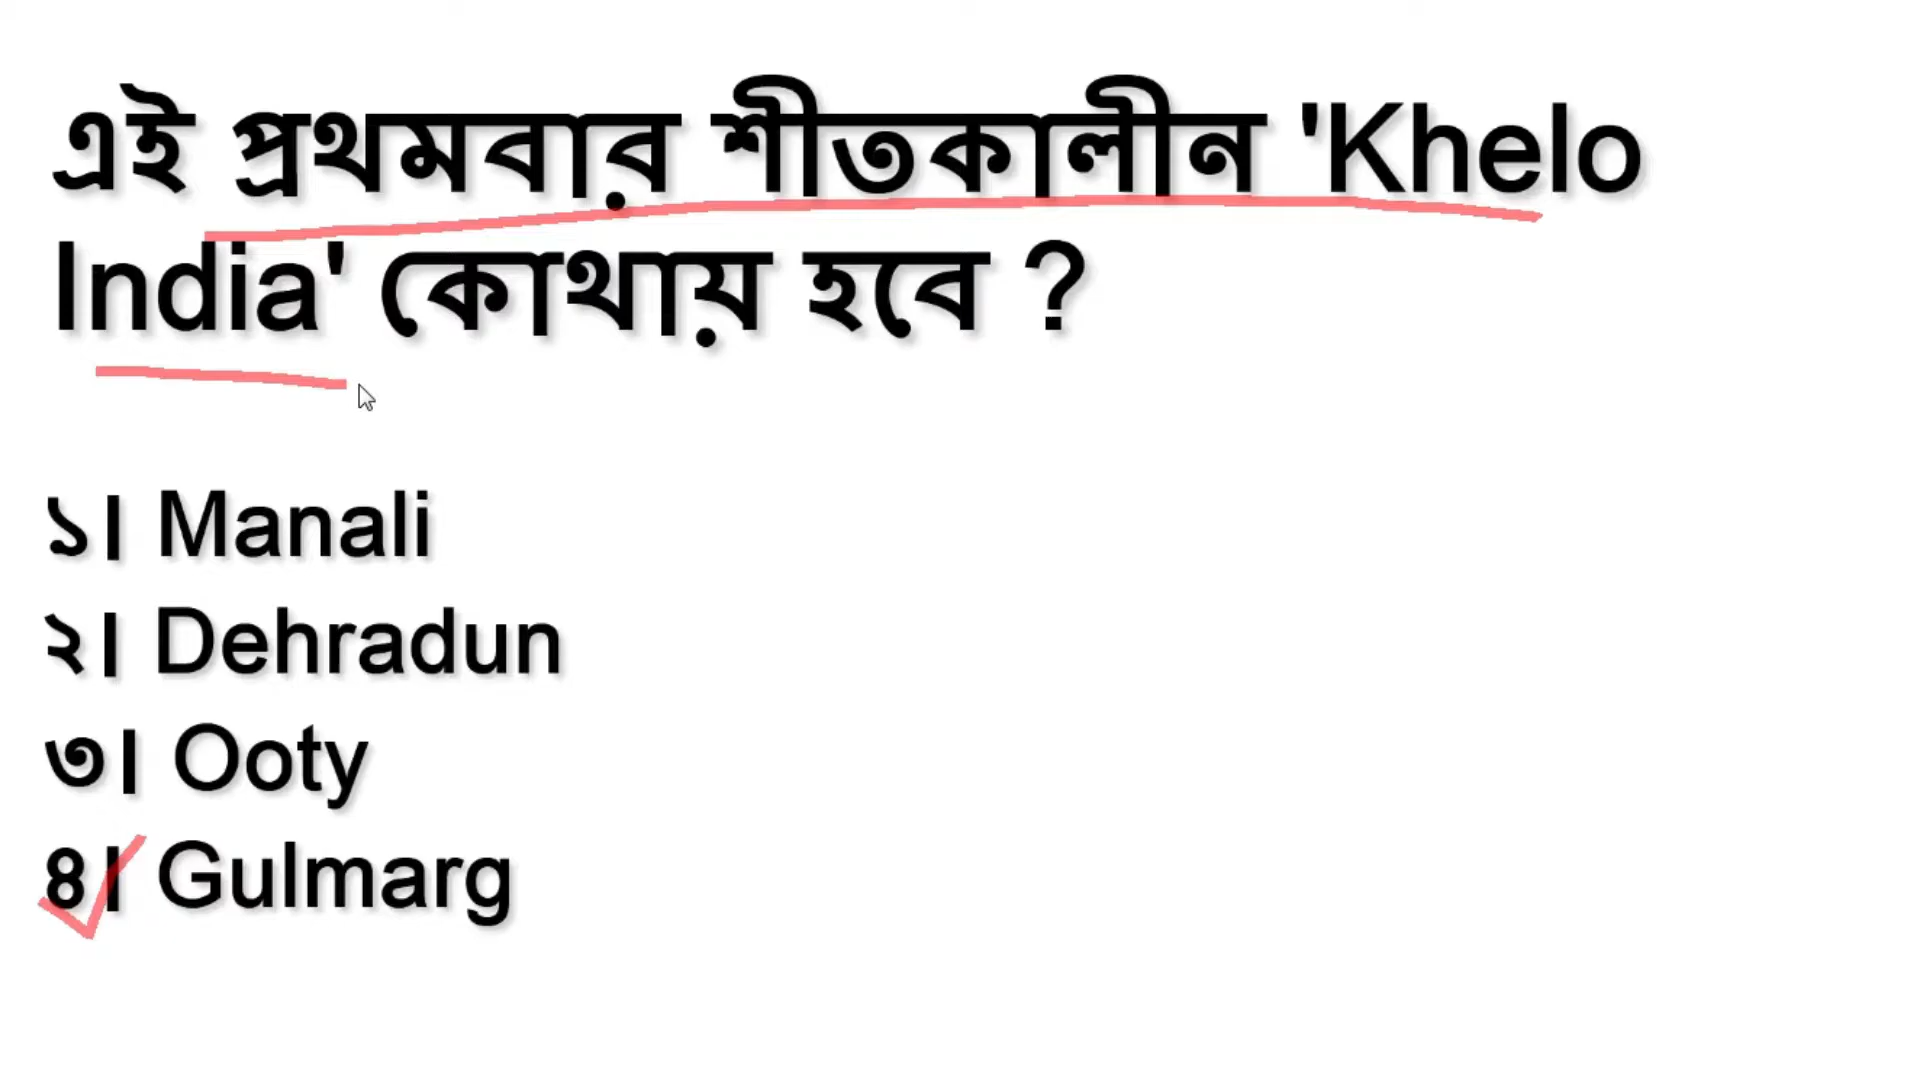 এই প্রথমবার শীতকালীন 'Khelo
India' কোথায় হবে ?
১। Manali
২। Dehradun
৩। Ooty
৪। Gulmarg